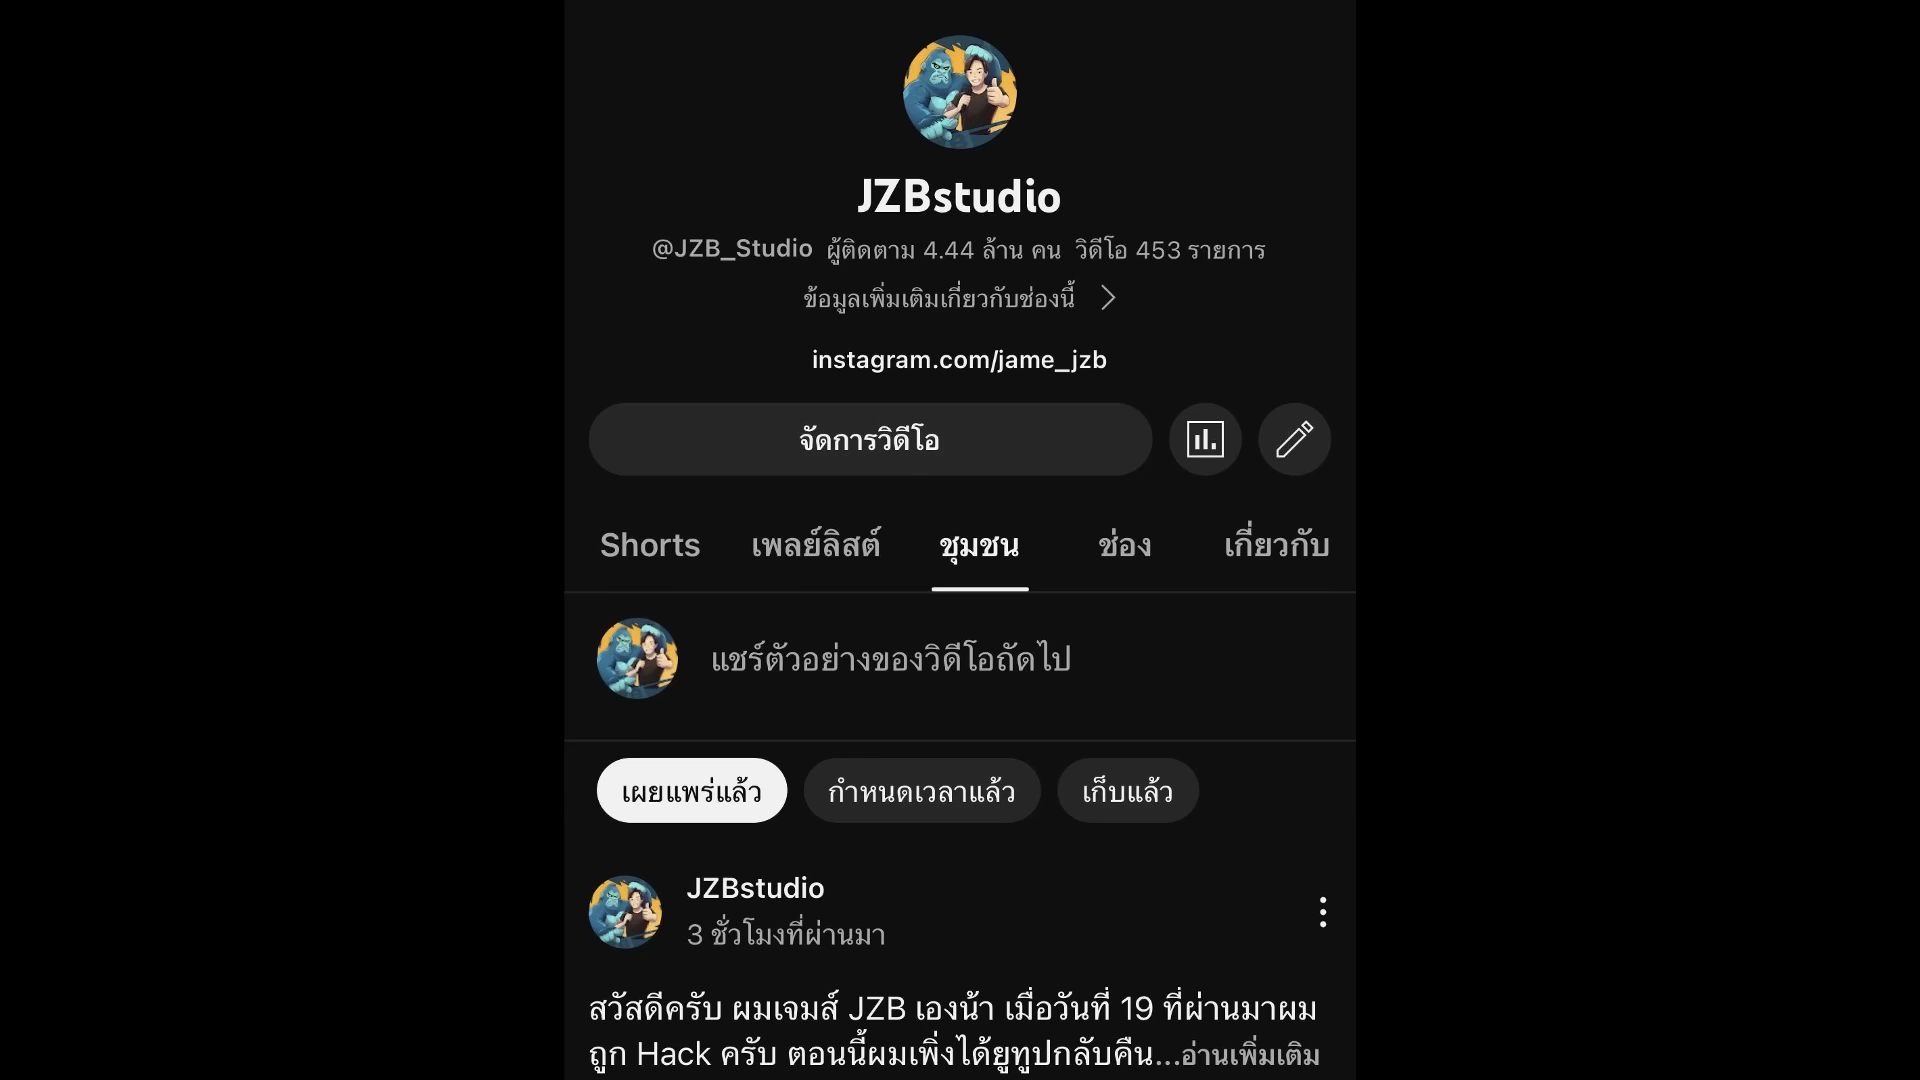 JZBstudio
@JZB_Studio ผู้ติดตาม 4.44 ล้าน คน วิดีโอ 453 รายการ
ข้อมูลเพิ่มเติมเกี่ยวกับช่องนี้
instagram.com/jame_jzb
จัดการวิดีโอ
Shorts เพลย์ลิสต์ ชุมชน ช่อง เกี่ยวกับ
แชร์ตัวอย่างของวิดีโอถัดไป
เผยแพร่แล้ว กำหนดเวลาแล้ว เก็บแล้ว
JZBstudio
3 ชั่วโมงที่ผ่านมา
สวัสดีครับ ผมเจมส์ JZB เองน้า เมื่อวันที่ 19 ที่ผ่านมาผม
ถูก Hack ครับ ตอนนี้ผมเพิ่งได้ยูทูปกลับคืน...อ่านเพิ่มเติม